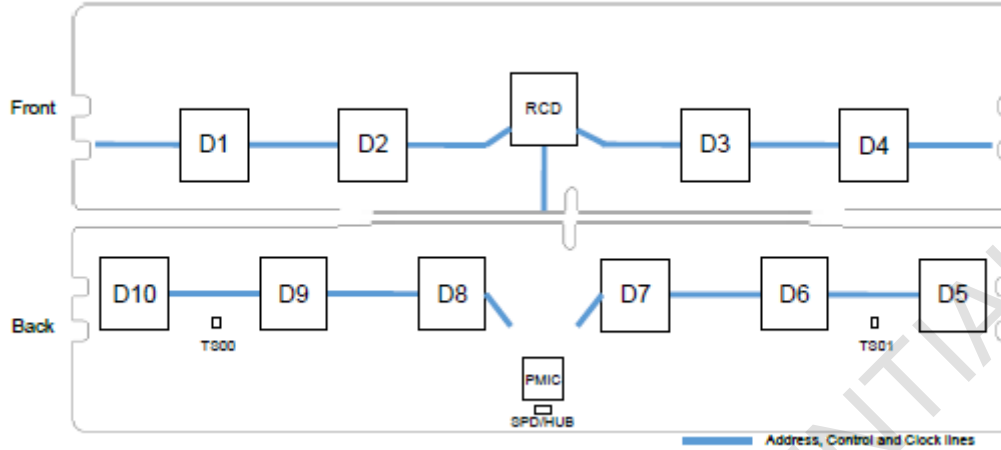 Front
RCD
D1
D2
D3
D4
D10
D9
D8
D7
D6
D5
Back
TS00
TS01
PMIC
SPD/HUB
Address, Control and Clock lines